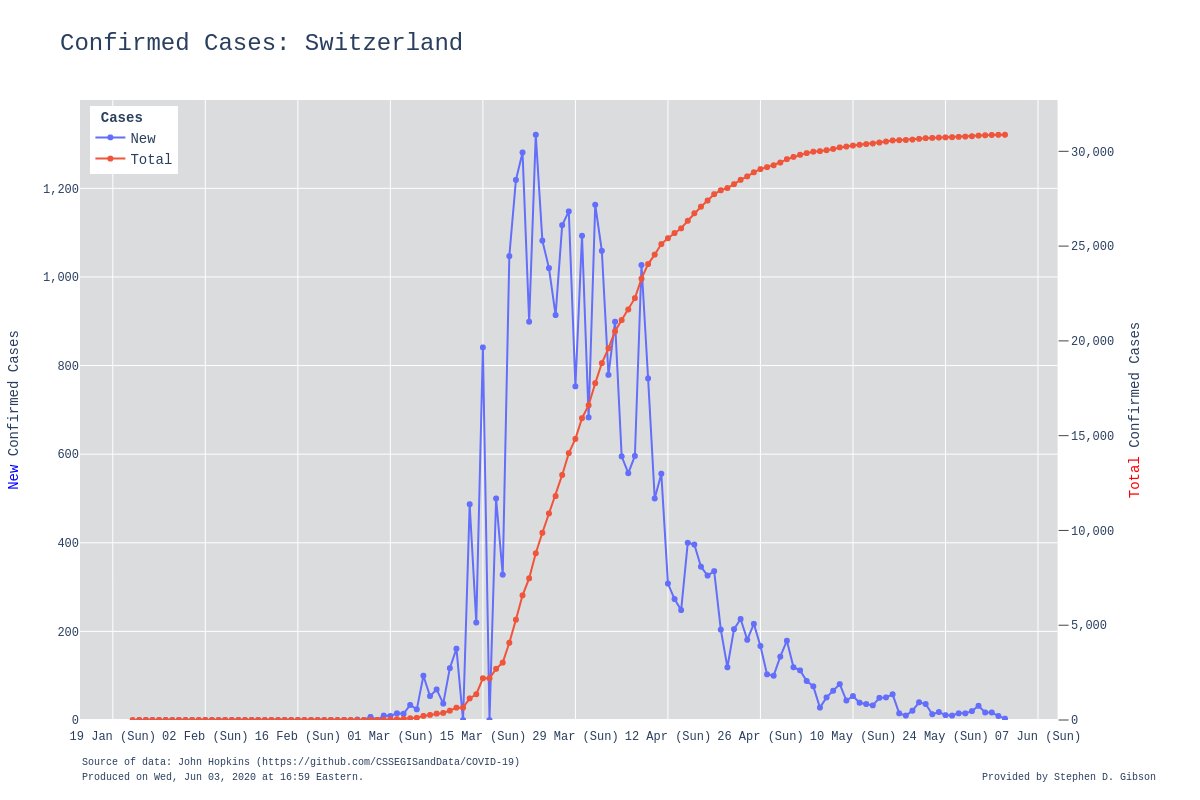 Confirmed Cases: Switzerland
Cases
New
Total
1,200
1,000
800
600
400
200
0
30,000
25,000
20,000
15,000
10,000
5,000
0
New Confirmed Cases
Total Confirmed Cases
19 Jan (Sun) 02 Feb (Sun) 16 Feb (Sun) 01 Mar (Sun) 15 Mar (Sun) 29 Mar (Sun) 12 Apr (Sun) 26 Apr (Sun) 10 May (Sun) 24 May (Sun) 07 Jun (Sun)
Source of data: John Hopkins (https://github.com/CSSEGISandData/COVID-19)
Produced on Wed, Jun 03, 2020 at 16:59 Eastern.
Provided by Stephen D. Gibson